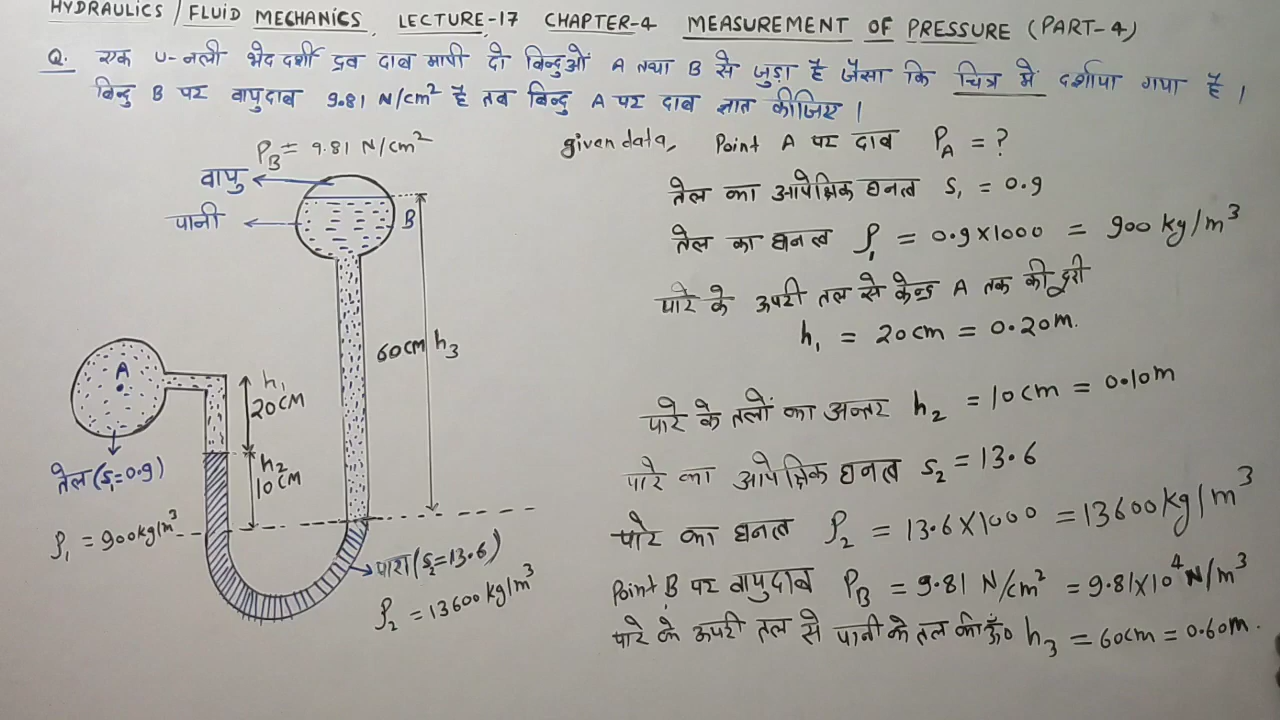 HYDRAULICS / FLUID MECHANICS LECTURE-17 CHAPTER-4 MEASUREMENT OF PRESSURE (PART-4)
Q. एक U-नली भेददर्शी द्रव दाब मापी दो बिन्दुओं A तथा B से जुड़ा है जैसा कि चित्र में दर्शाया गया है।
बिन्दु B पर वायुदाब 9.81 N/cm² है तब बिन्दु A पर दाब ज्ञात कीजिए।
P_B = 9.81 N/cm²
given data, Point A पर दाब P_A = ?
वायु
पानी
B
तेल का आपेक्षिक घनत्व S₁ = 0.9
तेल का घनत्व ρ₁ = 0.9×1000 = 900 kg/m³
पारे के ऊपरी तल से केन्द्र A तक की दूरी
h₁ = 20cm = 0.20m.
60cm h₃
A
h₁
20CM
h₂
10CM
तेल (S₁=0.9)
ρ₁ = 900kg/m³
पारा (S₂=13.6)
ρ₂ = 13600 kg/m³
पारे के तलों का अन्तर h₂ = 10cm = 0.10m
पारे का आपेक्षिक घनत्व S₂ = 13.6
पारे का घनत्व ρ₂ = 13.6×1000 = 13600kg/m³
Point B पर वायुदाब P_B = 9.81 N/cm² = 9.81×10⁴ N/m³
पारे के ऊपरी तल से पानी के तल की ऊँ० h₃ = 60cm = 0.60m.